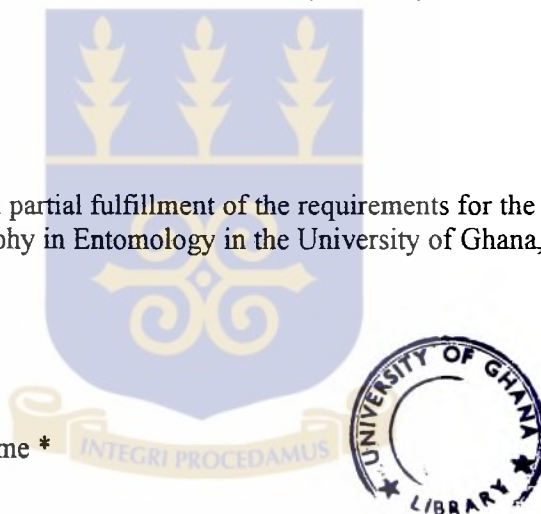 partial fulfillment of the requirements for the
phy in Entomology in the University of Ghana,
me *
INTEGRI PROCEDAMUS
UNIVERSITY OF GHANA
LIBRARY